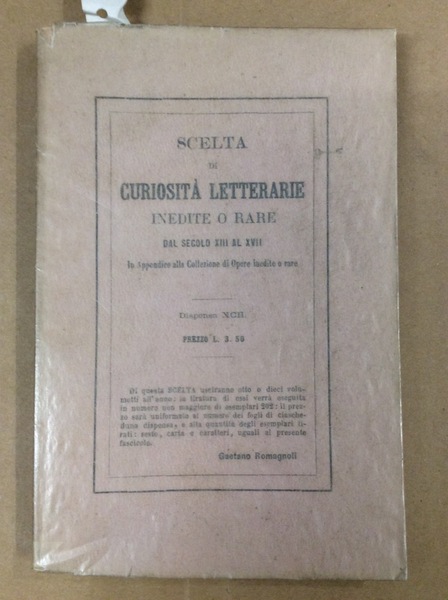 SCELTA
DI
CURIOSITÀ LETTERARIE
INEDITE O RARE
DAL SECOLO XIII AL XVII
In Appendice alla Collezione di Opere inedite o rare.
Dispensa XCII.
PREZZO L. 3. 50
Di questa SCELTA usciranno otto o dieci volu-
metti all'anno: la tiratura di essi verrà eseguita
in numero non maggiore di esemplari 202: il prez-
zo sarà uniformato al numero dei fogli di ciasche-
duna dispensa, e alla quantità degli esemplari ti-
rati: sesto, carta e caratteri, uguali al presente
fascicolo.
Gaetano Romagnoli